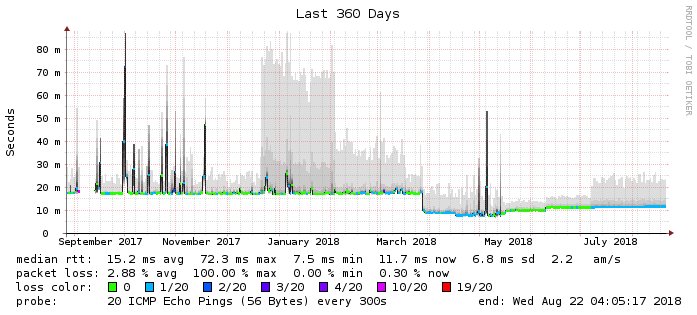 Last 360 Days
RRDTOOL / TOBI OETIKER
Seconds
80 m
70 m
60 m
50 m
40 m
30 m
20 m
10 m
0
September 2017 November 2017 January 2018 March 2018 May 2018 July 2018
median rtt: 15.2 ms avg 72.3 ms max 7.5 ms min 11.7 ms now 6.8 ms sd 2.2 am/s
packet loss: 2.88 % avg 100.00 % max 0.00 % min 0.30 % now
loss color: 0 1/20 2/20 3/20 4/20 10/20 19/20
probe: 20 ICMP Echo Pings (56 Bytes) every 300s end: Wed Aug 22 04:05:17 2018